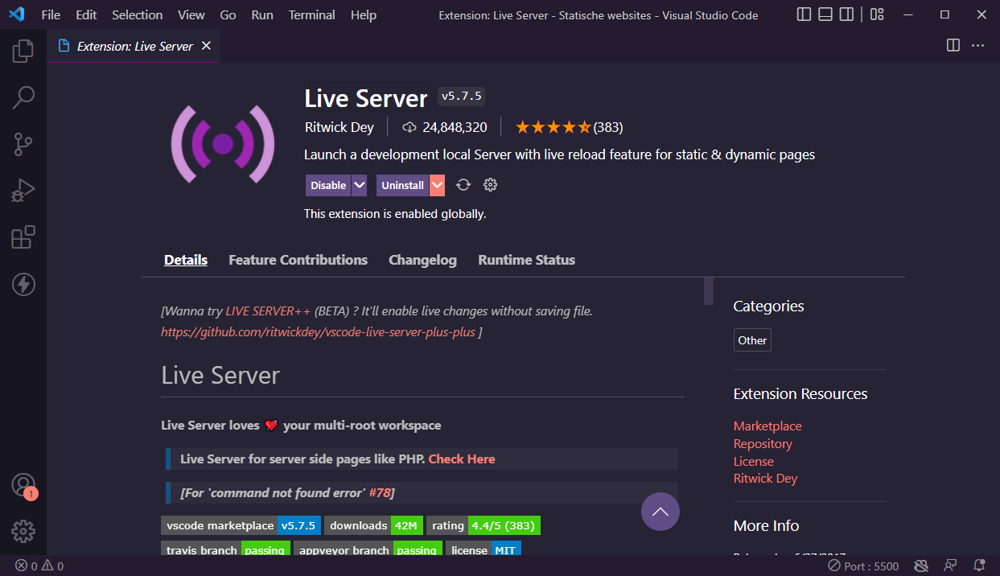 File Edit Selection View Go Run Terminal Help Extension: Live Server - Statische websites - Visual Studio Code
Extension: Live Server
Live Server v5.7.5
Ritwick Dey 24,848,320 (383)
Launch a development local Server with live reload feature for static & dynamic pages
Disable Uninstall
This extension is enabled globally.
Details Feature Contributions Changelog Runtime Status
[Wanna try LIVE SERVER++ (BETA) ? It'll enable live changes without saving file.
https://github.com/ritwickdey/vscode-live-server-plus-plus ]
Live Server
Live Server loves your multi-root workspace
Live Server for server side pages like PHP. Check Here
[For `command not found error` #78]
vscode marketplace v5.7.5 downloads 42M rating 4.4/5 (383)
travis branch passing appveyor branch passing license MIT
Categories
Other
Extension Resources
Marketplace
Repository
License
Ritwick Dey
More Info
1
0 0 Port : 5500